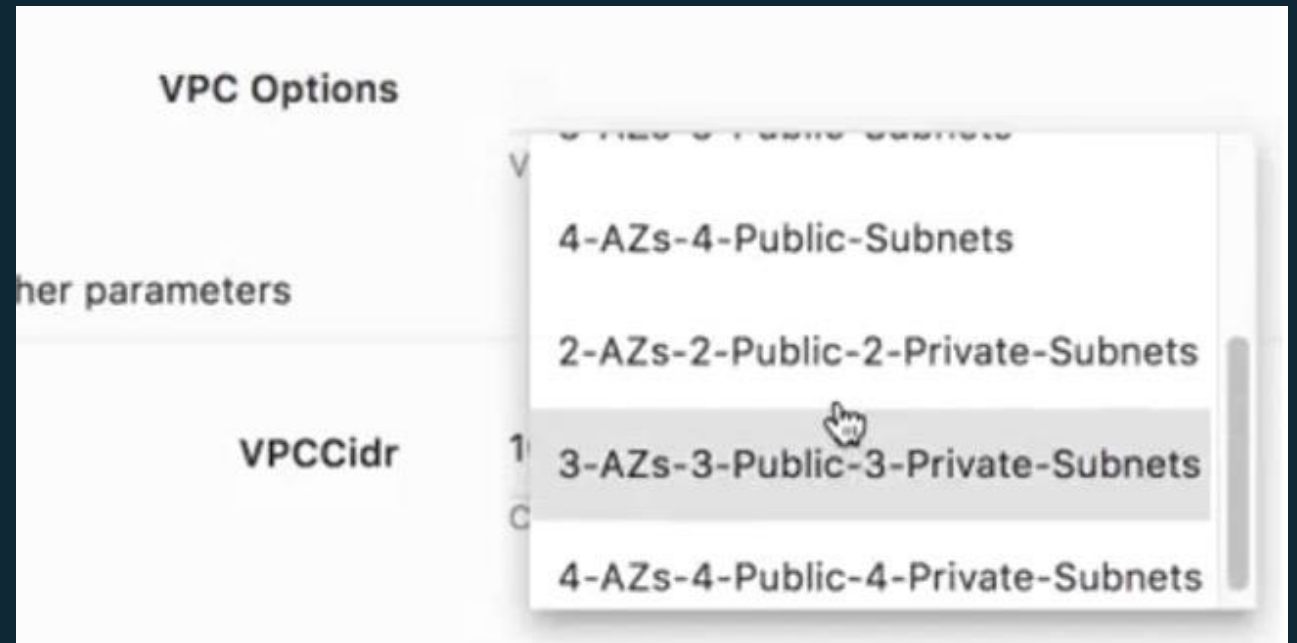 VPC Options
4-AZs-4-Public-Subnets
her parameters
2-AZs-2-Public-2-Private-Subnets
VPCCidr
3-AZs-3-Public-3-Private-Subnets
4-AZs-4-Public-4-Private-Subnets